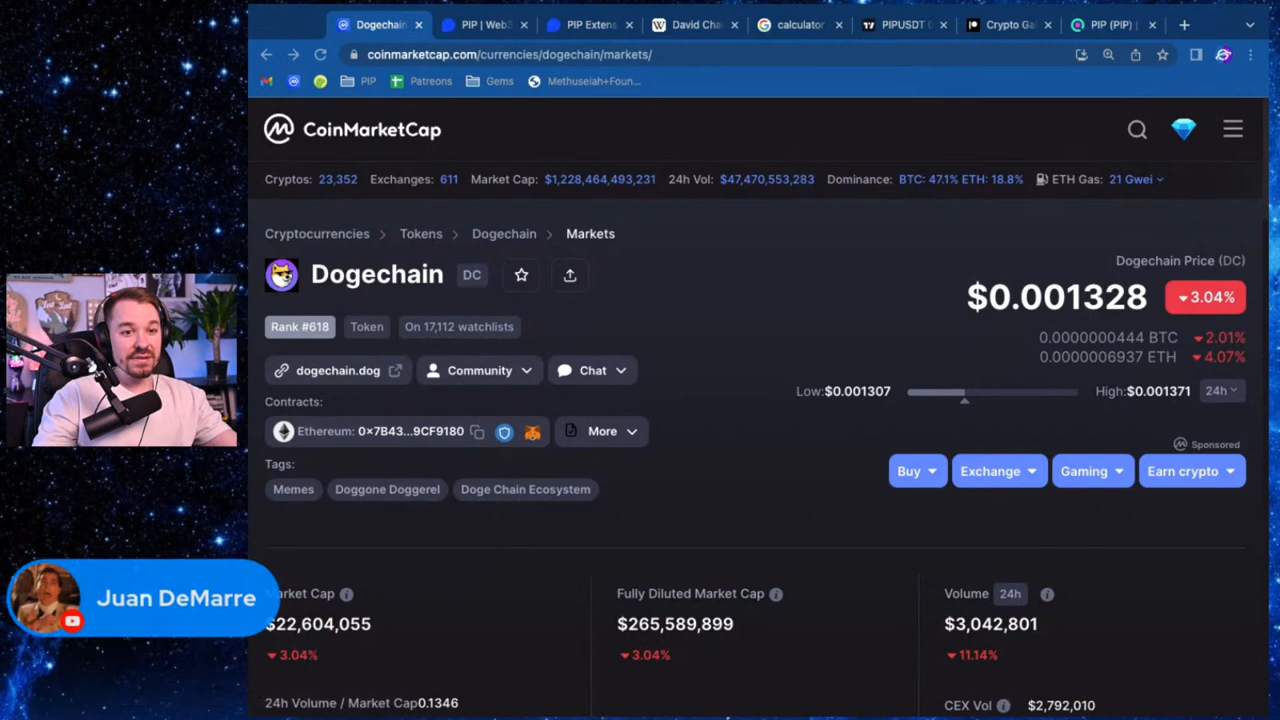 Dogechain
PIP | Web3
PIP Extens
David Cha
calculator
PIPUSDT
Crypto Ga
PIP (PIP) |
coinmarketcap.com/currencies/dogechain/markets/
PIP
Patreons
Gems
Methuselah+Foun...
CoinMarketCap
Cryptos: 23,352 Exchanges: 611 Market Cap: $1,228,464,493,231 24h Vol: $47,470,553,283 Dominance: BTC: 47.1% ETH: 18.8% ETH Gas: 21 Gwei
Cryptocurrencies > Tokens > Dogechain > Markets
Dogechain DC
Dogechain Price (DC)
$0.001328 3.04%
Rank #618 Token On 17,112 watchlists
0.0000000444 BTC 2.01%
0.0000006937 ETH 4.07%
dogechain.dog Community Chat
Low:$0.001307 High:$0.001371 24h
Contracts:
Ethereum: 0x7B43...9CF9180 More
Sponsored
Tags:
Buy Exchange Gaming Earn crypto
Memes Doggone Doggerel Doge Chain Ecosystem
Juan DeMarre
arket Cap
$22,604,055
3.04%
Fully Diluted Market Cap
$265,589,899
3.04%
Volume 24h
$3,042,801
11.14%
24h Volume / Market Cap0.1346
CEX Vol $2,792,010